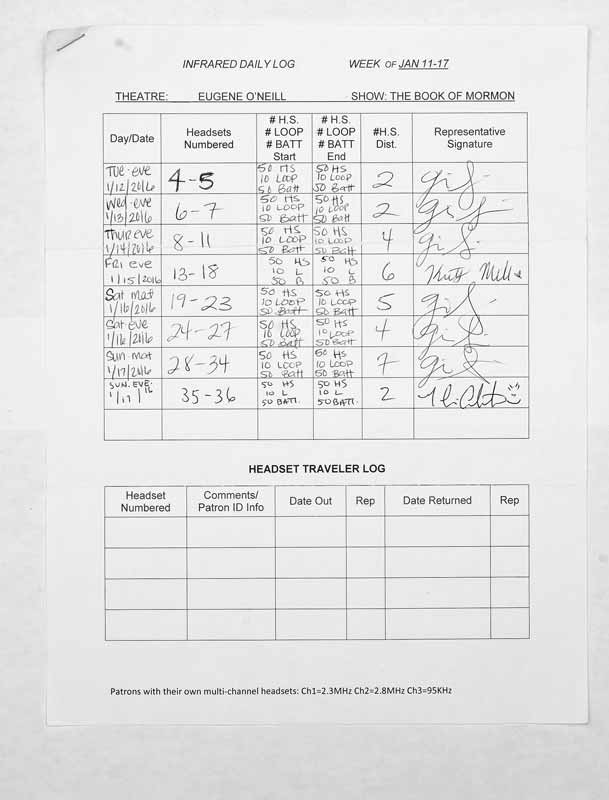 INFRARED DAILY LOG WEEK OF JAN 11-17
THEATRE: EUGENE O'NEILL SHOW: THE BOOK OF MORMON
Day/Date Headsets Numbered # H.S. # LOOP # BATT Start # H.S. # LOOP # BATT End #H.S. Dist. Representative Signature
Tue·eve 1/12/2016 4-5 50 HS 10 LOOP 50 Batt 50 HS 10 LOOP 50 Batt 2
Wed·eve 1/13/2016 6-7 50 HS 10 LOOP 50 Batt 50 HS 10 LOOP 50 Batt 2
Thur eve 1/14/2016 8-11 50 HS 10 LOOP 50 Batt 50 HS 10 LOOP 50 Batt 4
Fri eve 1/15/2016 13-18 50 HS 10 L 50 B 50 HS 10 L 50 B 6
Sat mat 1/16/2016 19-23 50 HS 10 LOOP 50 Batt 50 HS 10 LOOP 50 Batt 5
Sat eve 1/16/2016 24-27 50 HS 10 LOOP 50 Batt 50 HS 10 LOOP 50 Batt 4
Sun·mat 1/17/2016 28-34 50 HS 10 LOOP 50 Batt 50 HS 10 LOOP 50 Batt 7
SUN. EVE. 1/17/16 35-36 50 HS 10 L 50 BATT. 50 HS 10 L 50 BATT. 2
HEADSET TRAVELER LOG
Headset Numbered Comments/ Patron ID Info Date Out Rep Date Returned Rep
Patrons with their own multi-channel headsets: Ch1=2.3MHz Ch2=2.8MHz Ch3=95KHz